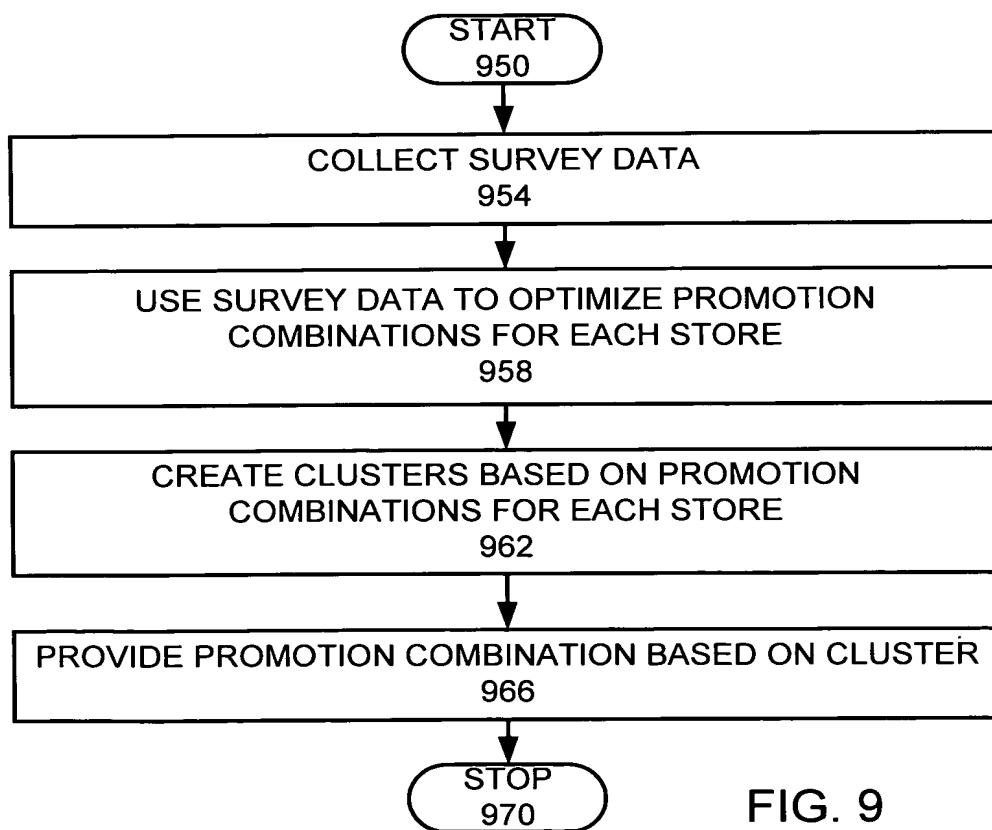 START
950
COLLECT SURVEY DATA
954
USE SURVEY DATA TO OPTIMIZE PROMOTION
COMBINATIONS FOR EACH STORE
958
CREATE CLUSTERS BASED ON PROMOTION
COMBINATIONS FOR EACH STORE
962
PROVIDE PROMOTION COMBINATION BASED ON CLUSTER
966
STOP
970
FIG. 9